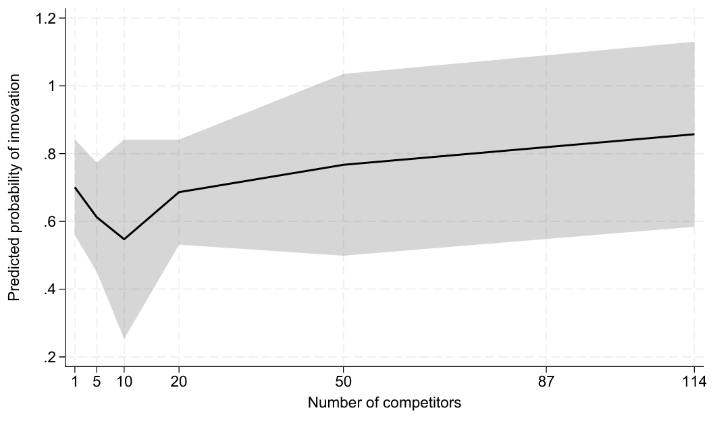 Predicted probability of innovation
1.2
1
.8
.6
.4
.2
1 5 10 20 50 87 114
Number of competitors